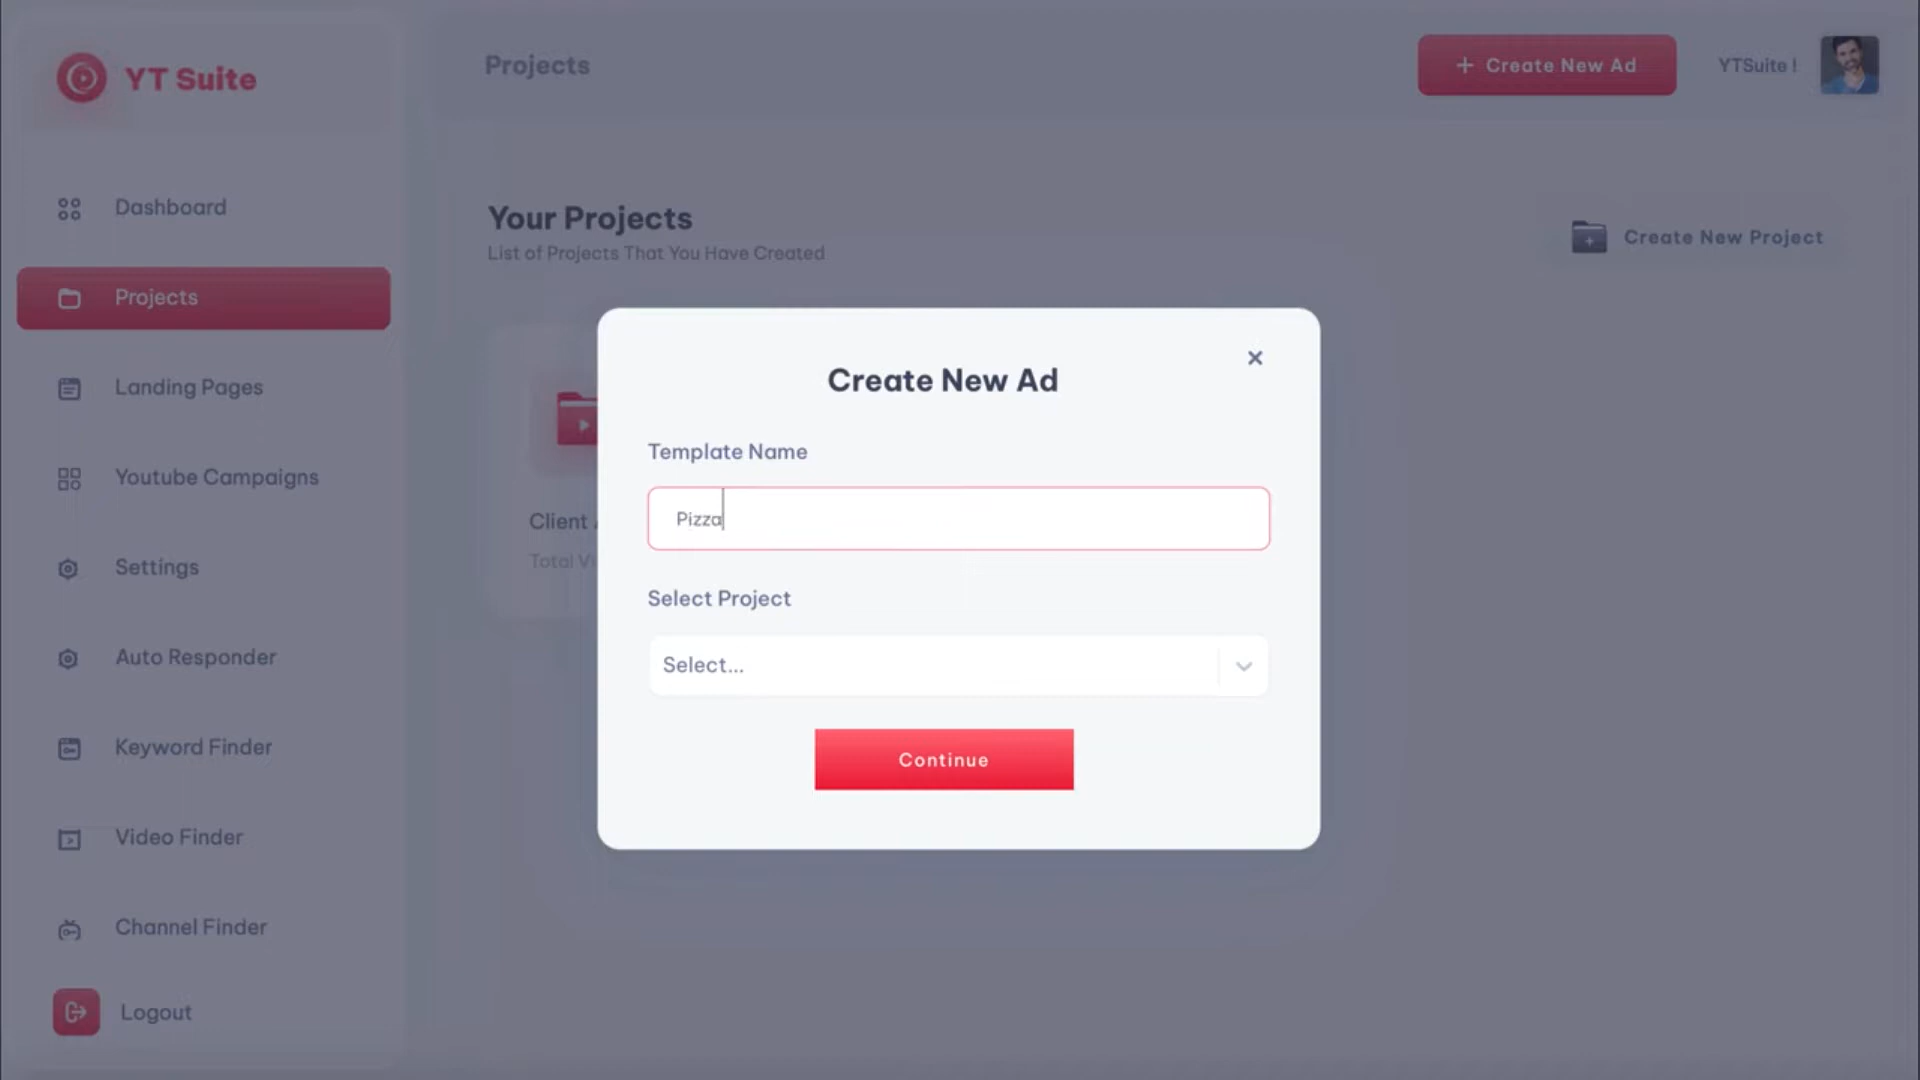 YT Suite
Projects
+ Create New Ad
YTSuite !
Dashboard
Projects
Landing Pages
Youtube Campaigns
Settings
Auto Responder
Keyword Finder
Video Finder
Channel Finder
Logout
Your Projects
List of Projects That You Have Created
Create New Project
Client
Total
Create New Ad
Template Name
Pizza
Select Project
Select...
Continue